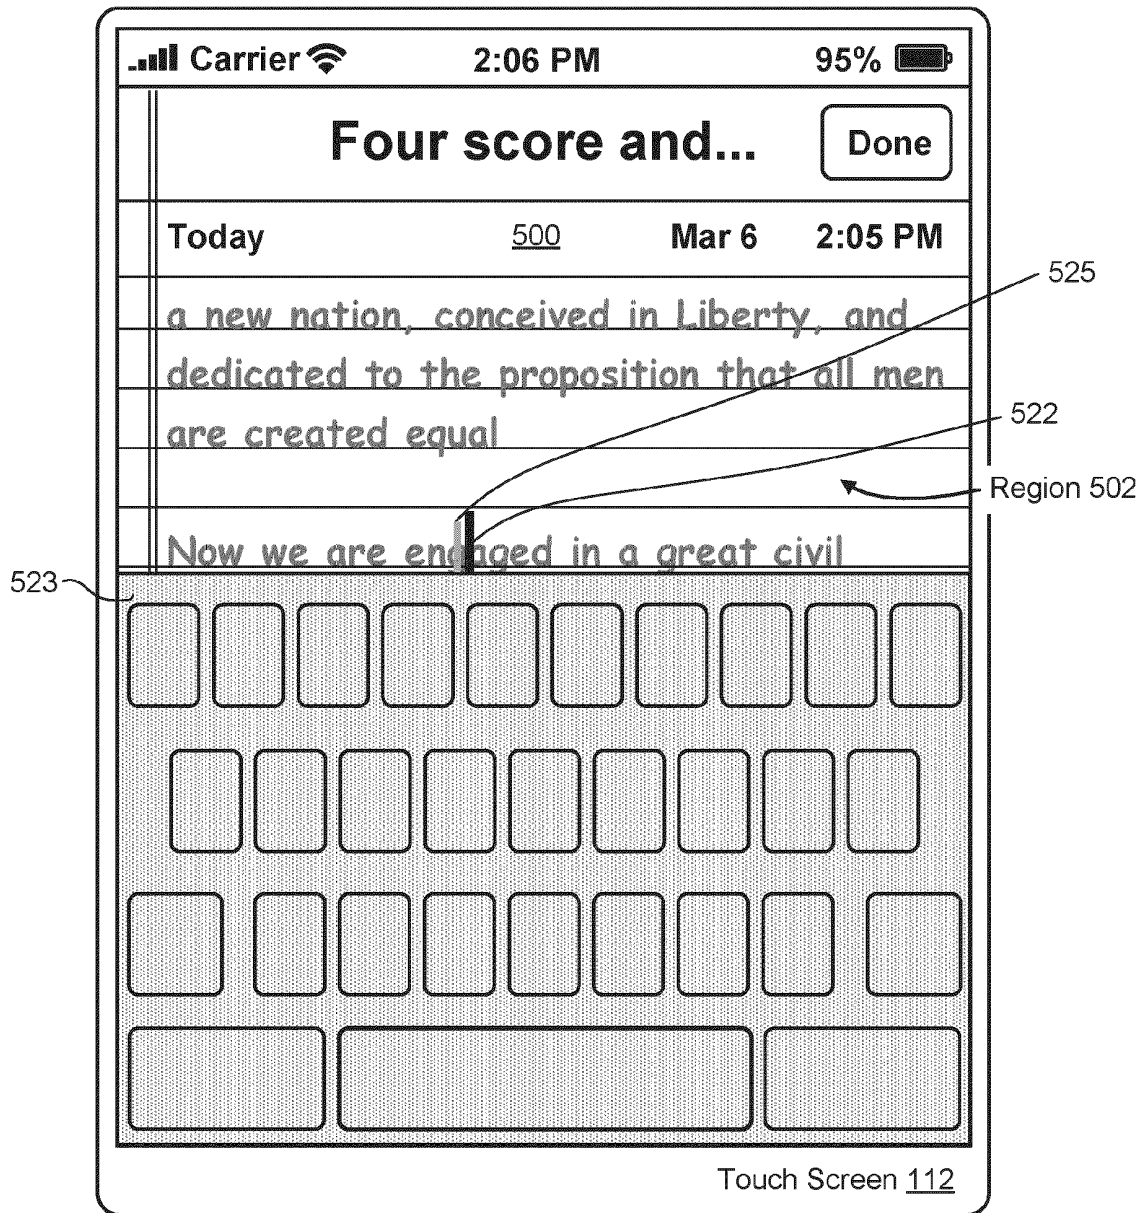 Carrier 2:06 PM 95%
Four score and... Done
Today 500 Mar 6 2:05 PM
525
a new nation, conceived in Liberty, and
dedicated to the proposition that all men
522
are created equal
Region 502
Now we are engaged in a great civil
523
Touch Screen 112